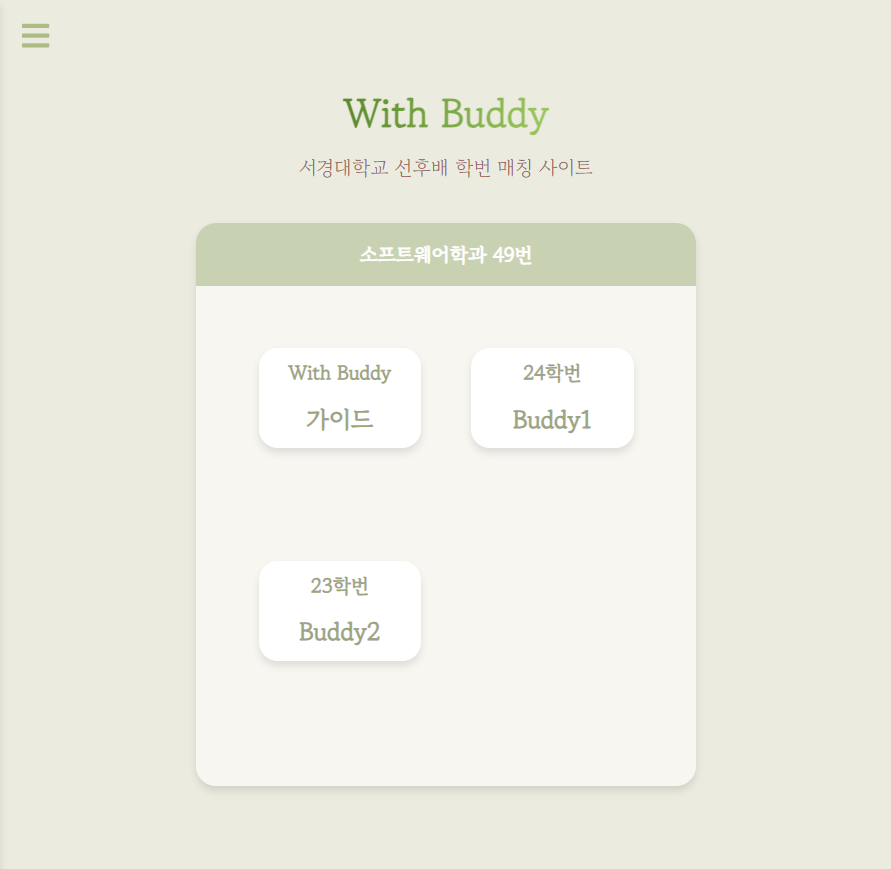 With Buddy
서경대학교 선후배 학번 매칭 사이트
소프트웨어학과 49번
With Buddy
가이드
24학번
Buddy1
23학번
Buddy2